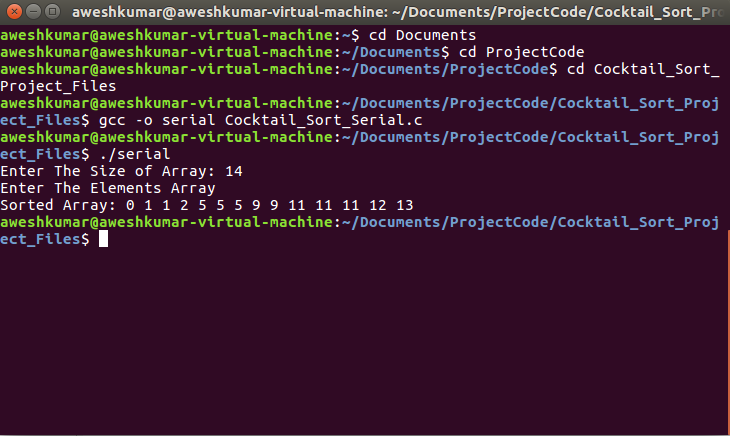 aweshkumar@aweshkumar-virtual-machine: ~/Documents/ProjectCode/Cocktail_Sort_Pro
aweshkumar@aweshkumar-virtual-machine:~$ cd Documents
aweshkumar@aweshkumar-virtual-machine:~/Documents$ cd ProjectCode
aweshkumar@aweshkumar-virtual-machine:~/Documents/ProjectCode$ cd Cocktail_Sort_
Project_Files
aweshkumar@aweshkumar-virtual-machine:~/Documents/ProjectCode/Cocktail_Sort_Proj
ect_Files$ gcc -o serial Cocktail_Sort_Serial.c
aweshkumar@aweshkumar-virtual-machine:~/Documents/ProjectCode/Cocktail_Sort_Proj
ect_Files$ ./serial
Enter The Size of Array: 14
Enter The Elements Array
Sorted Array: 0 1 1 2 5 5 5 9 9 11 11 11 12 13
aweshkumar@aweshkumar-virtual-machine:~/Documents/ProjectCode/Cocktail_Sort_Proj
ect_Files$